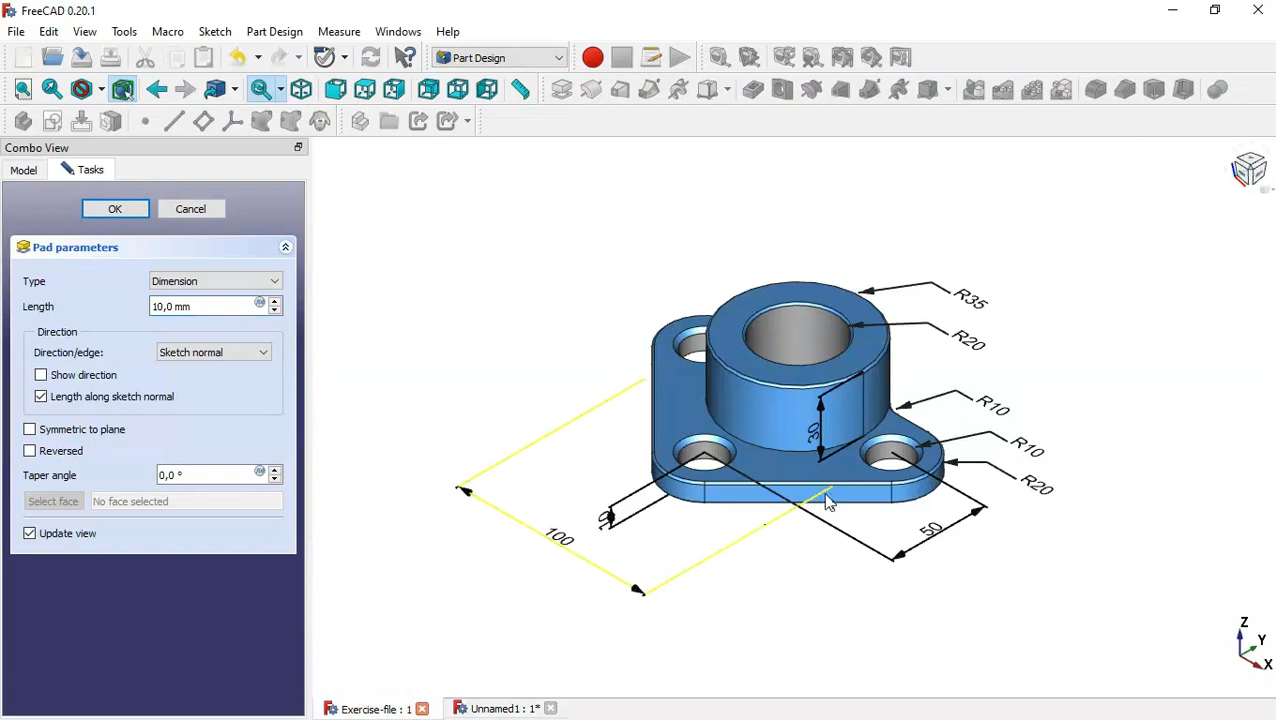 FreeCAD 0.20.1
File Edit View Tools Macro Sketch Part Design Measure Windows Help
Part Design
Combo View
Model Tasks
OK Cancel
Pad parameters
Type Dimension
Length 10,0 mm
Direction
Direction/edge: Sketch normal
Show direction
Length along sketch normal
Symmetric to plane
Reversed
Taper angle 0,0 °
Select face No face selected
Update view
R35
R20
R10
30
R10
R20
10
50
100
Z
Y
X
Exercise-file : 1 Unnamed1 : 1*